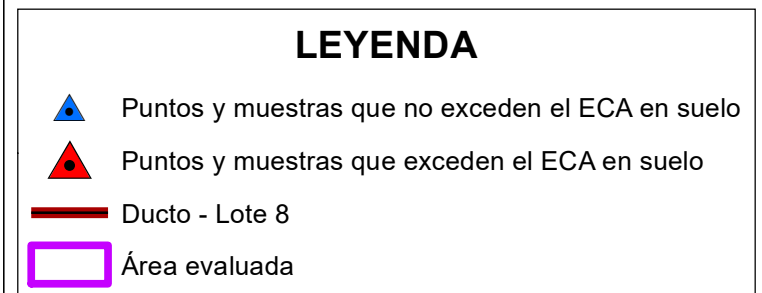 LEYENDA
Puntos y muestras que no exceden el ECA en suelo
Puntos y muestras que exceden el ECA en suelo
Ducto - Lote 8
Área evaluada